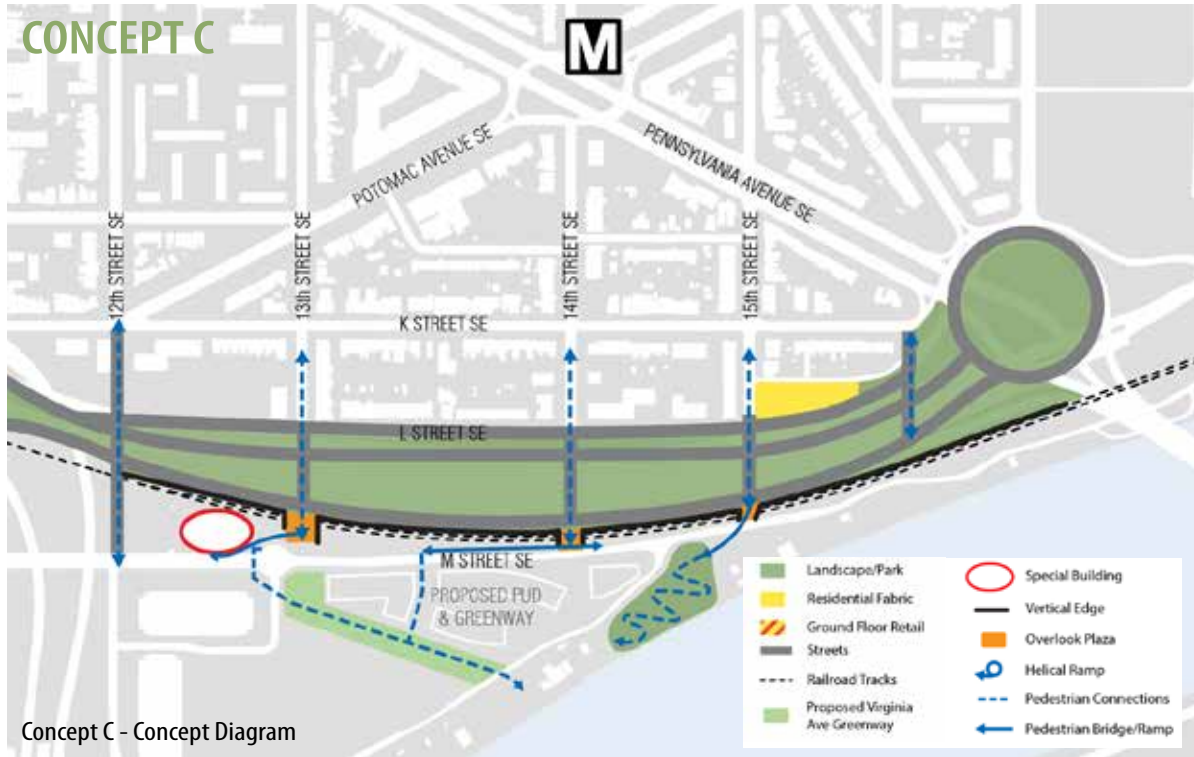 CONCEPT C
M
POTOMAC AVENUE SE
PENNSYLVANIA AVENUE SE
12th STREET SE
13th STREET SE
14th STREET SE
15th STREET SE
K STREET SE
L STREET SE
M STREET SE
PROPOSED PUD
& GREENWAY
Landscape/Park
Residential Fabric
Ground Floor Retail
Streets
Railroad Tracks
Proposed Virginia
Ave Greenway
Special Building
Vertical Edge
Overlook Plaza
Helical Ramp
Pedestrian Connections
Pedestrian Bridge/Ramp
Concept C - Concept Diagram